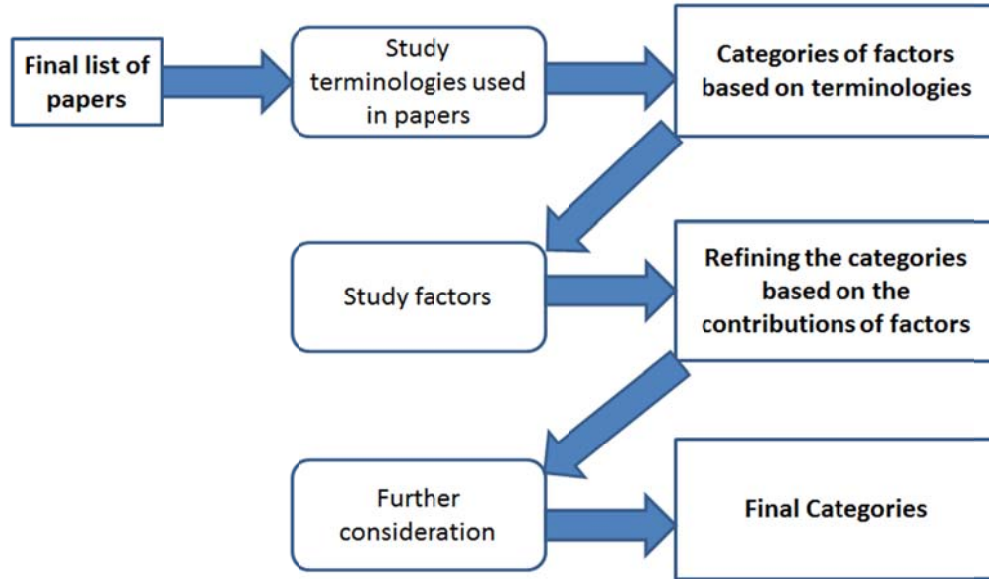 Final list of
papers
Study
terminologies used
in papers
Categories of factors
based on terminologies
Study factors
Refining the categories
based on the
contributions of factors
Further
consideration
Final Categories